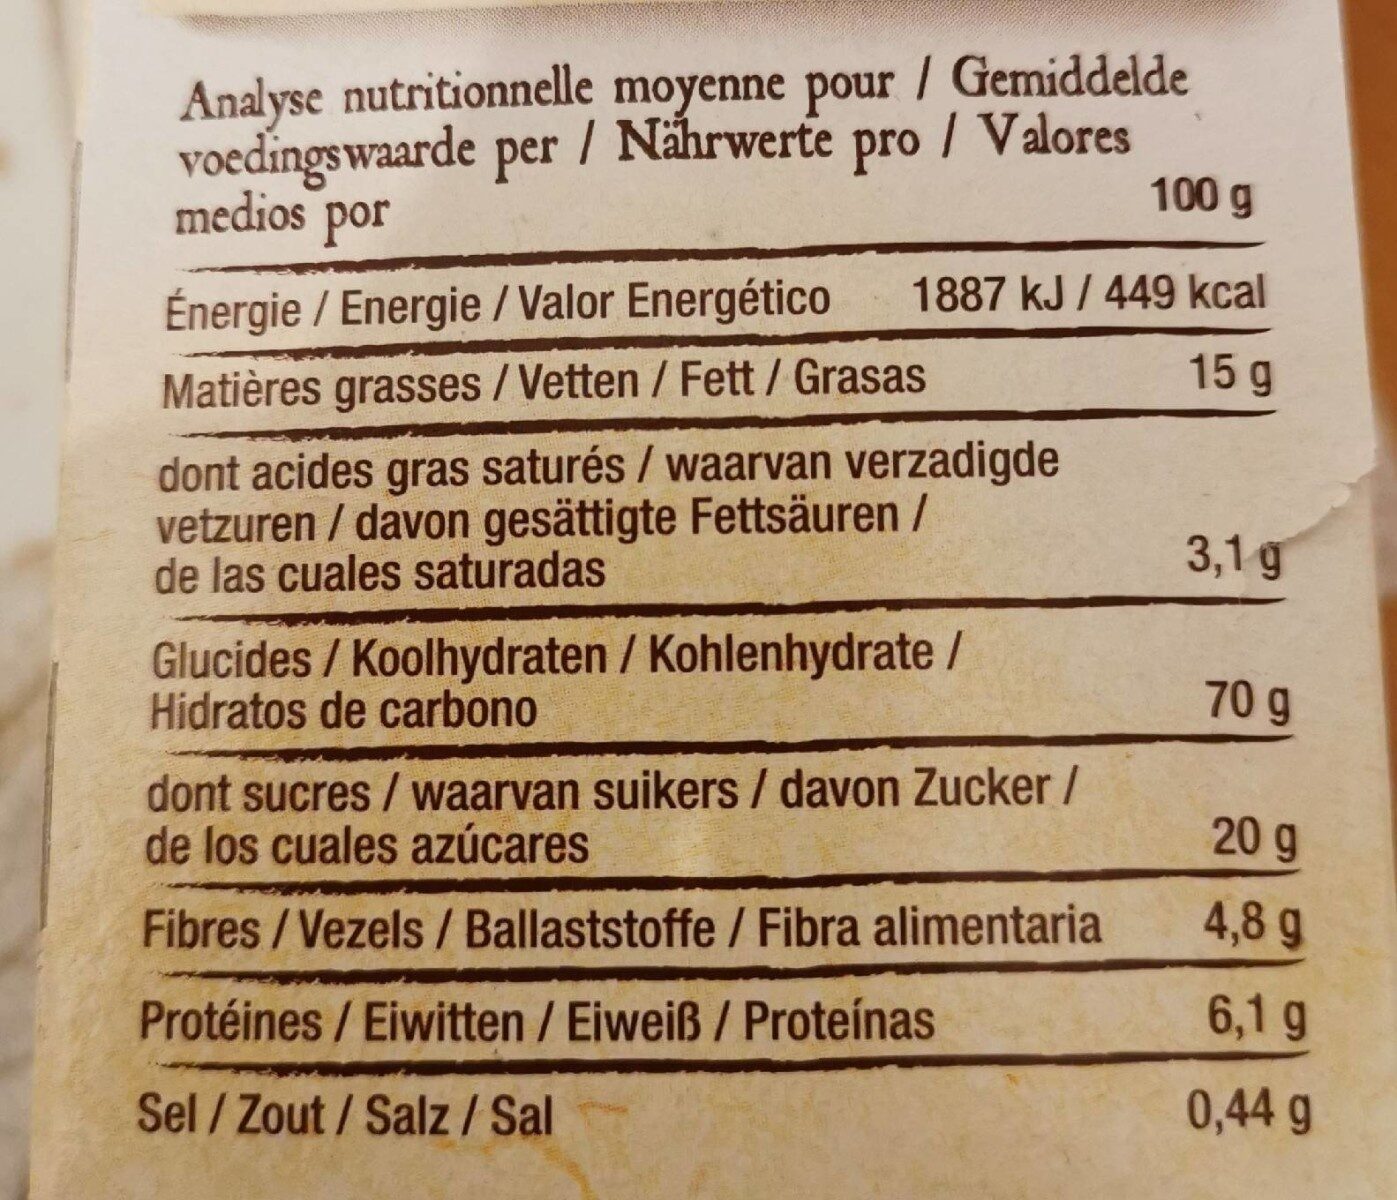 Analyse nutritionnelle moyenne pour / Gemiddelde
voedingswaarde per / Nährwerte pro / Valores
medios por 100 g
Énergie / Energie / Valor Energético 1887 kJ / 449 kcal
Matières grasses / Vetten / Fett / Grasas 15 g
dont acides gras saturés / waarvan verzadigde
vetzuren / davon gesättigte Fettsäuren /
de las cuales saturadas 3,1 g
Glucides / Koolhydraten / Kohlenhydrate /
Hidratos de carbono 70 g
dont sucres / waarvan suikers / davon Zucker /
de los cuales azúcares 20 g
Fibres / Vezels / Ballaststoffe / Fibra alimentaria 4,8 g
Protéines / Eiwitten / Eiweiß / Proteínas 6,1 g
Sel / Zout / Salz / Sal 0,44 g